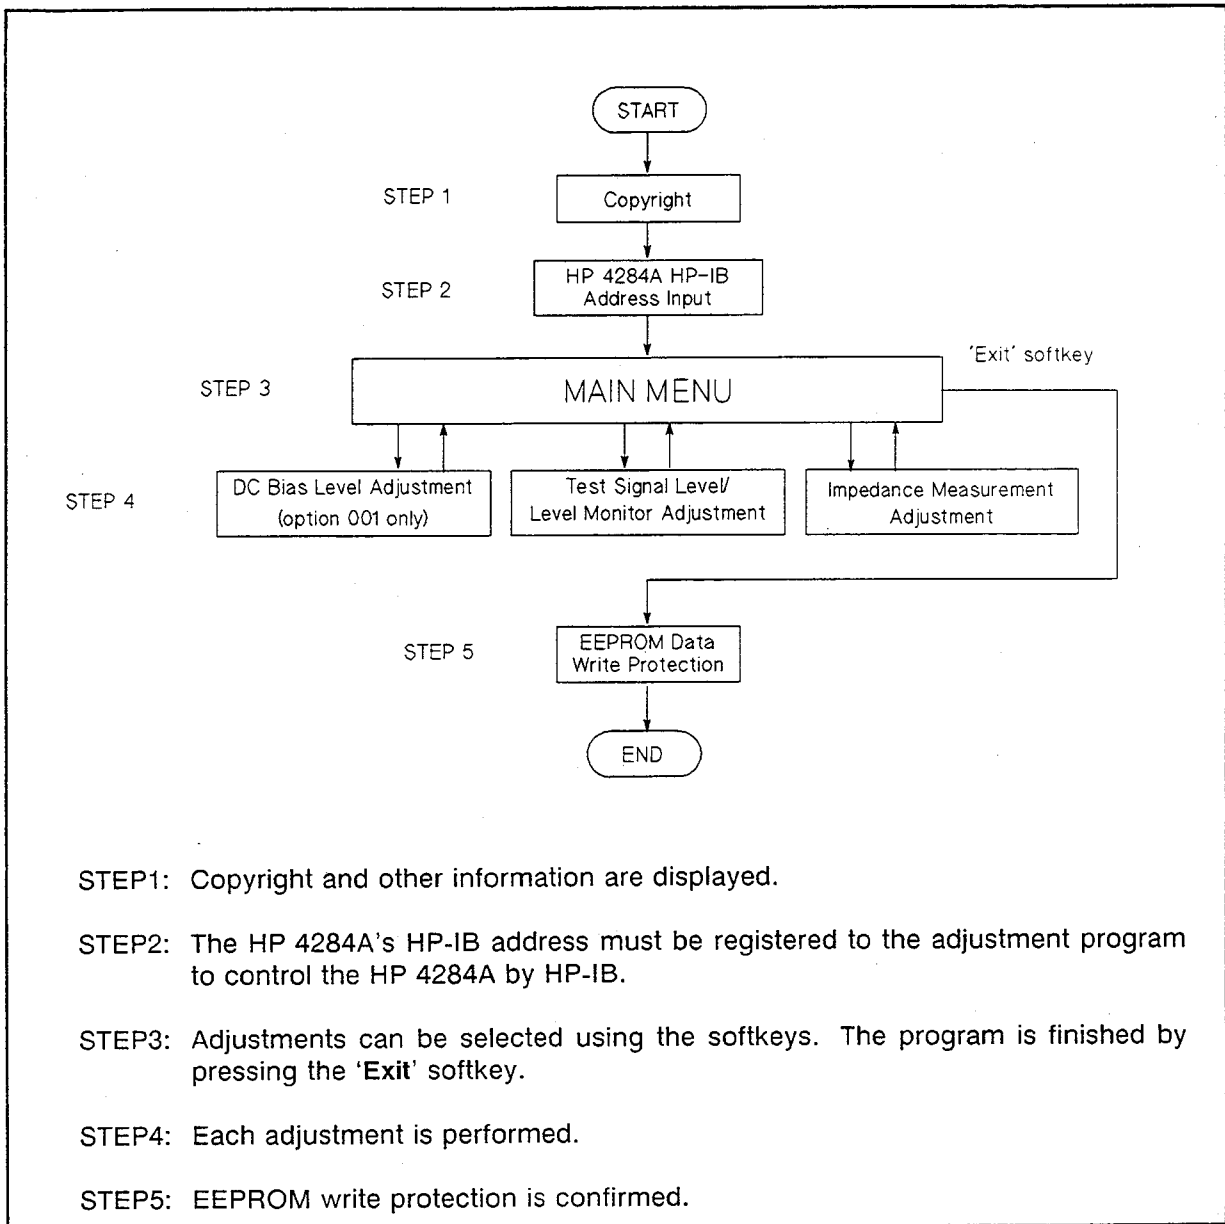 START
STEP 1
Copyright
STEP 2
HP 4284A HP-IB
Address Input
'Exit' softkey
STEP 3
MAIN MENU
STEP 4
DC Bias Level Adjustment
(option 001 only)
Test Signal Level/
Level Monitor Adjustment
Impedance Measurement
Adjustment
STEP 5
EEPROM Data
Write Protection
END
STEP1: Copyright and other information are displayed.
STEP2: The HP 4284A's HP-IB address must be registered to the adjustment program
to control the HP 4284A by HP-IB.
STEP3: Adjustments can be selected using the softkeys. The program is finished by
pressing the 'Exit' softkey.
STEP4: Each adjustment is performed.
STEP5: EEPROM write protection is confirmed.